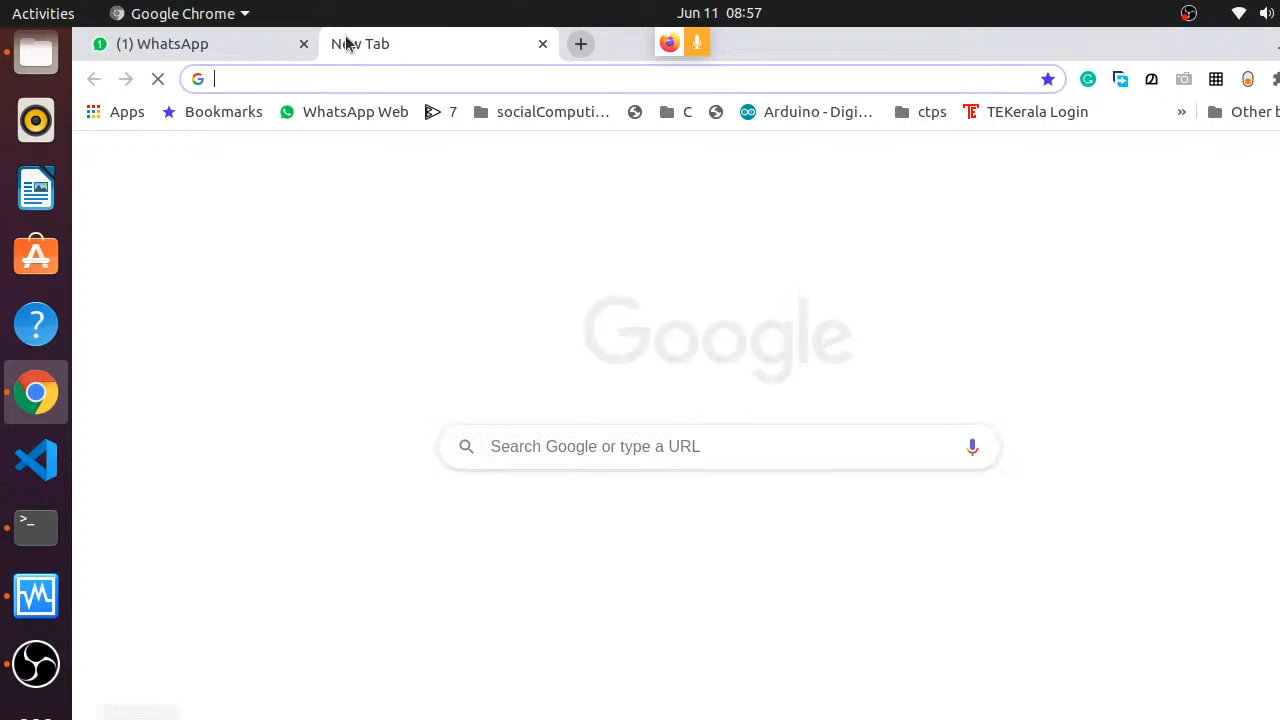 Activities Google Chrome Jun 11 08:57
(1) WhatsApp New Tab
Apps Bookmarks WhatsApp Web 7 socialComputi... C Arduino - Digi... ctps TEKerala Login » Other b
Google
Search Google or type a URL